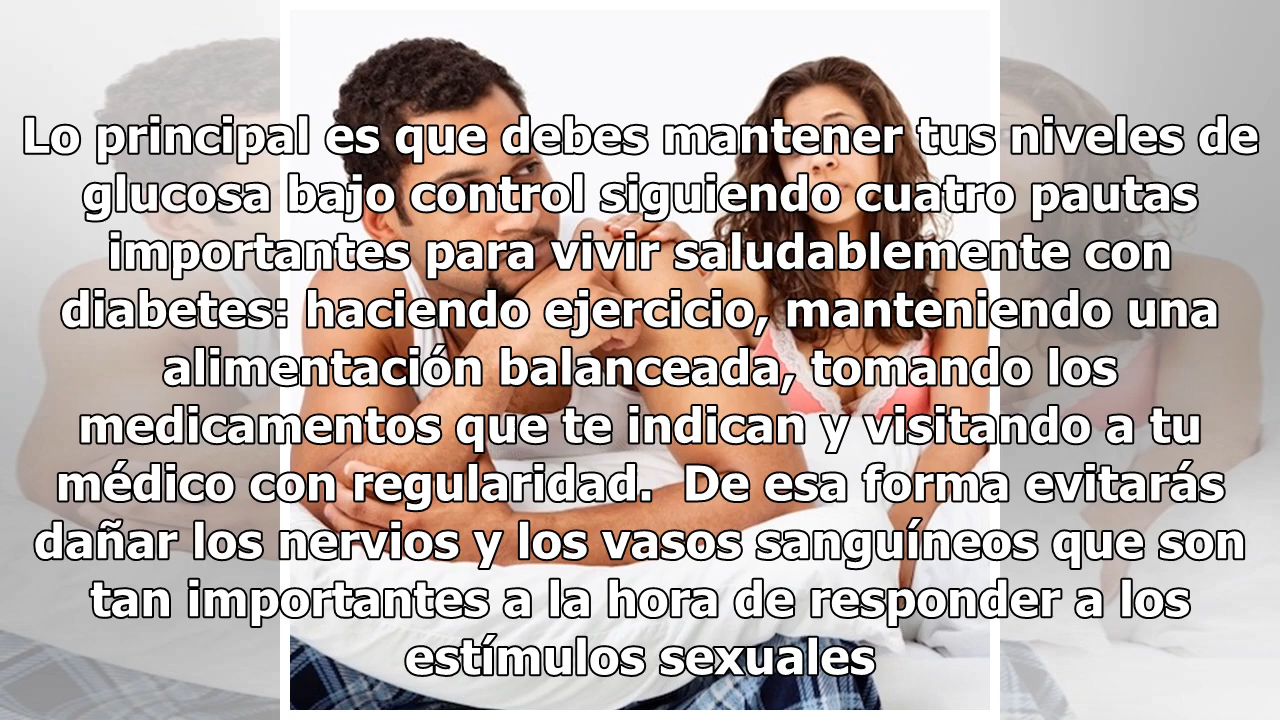 Lo principal es que debes mantener tus niveles de
glucosa bajo control siguiendo cuatro pautas
importantes para vivir saludablemente con
diabetes: haciendo ejercicio, manteniendo una
alimentación balanceada, tomando los
medicamentos que te indican y visitando a tu
médico con regularidad.  De esa forma evitarás
dañar los nervios y los vasos sanguíneos que son
tan importantes a la hora de responder a los
estímulos sexuales